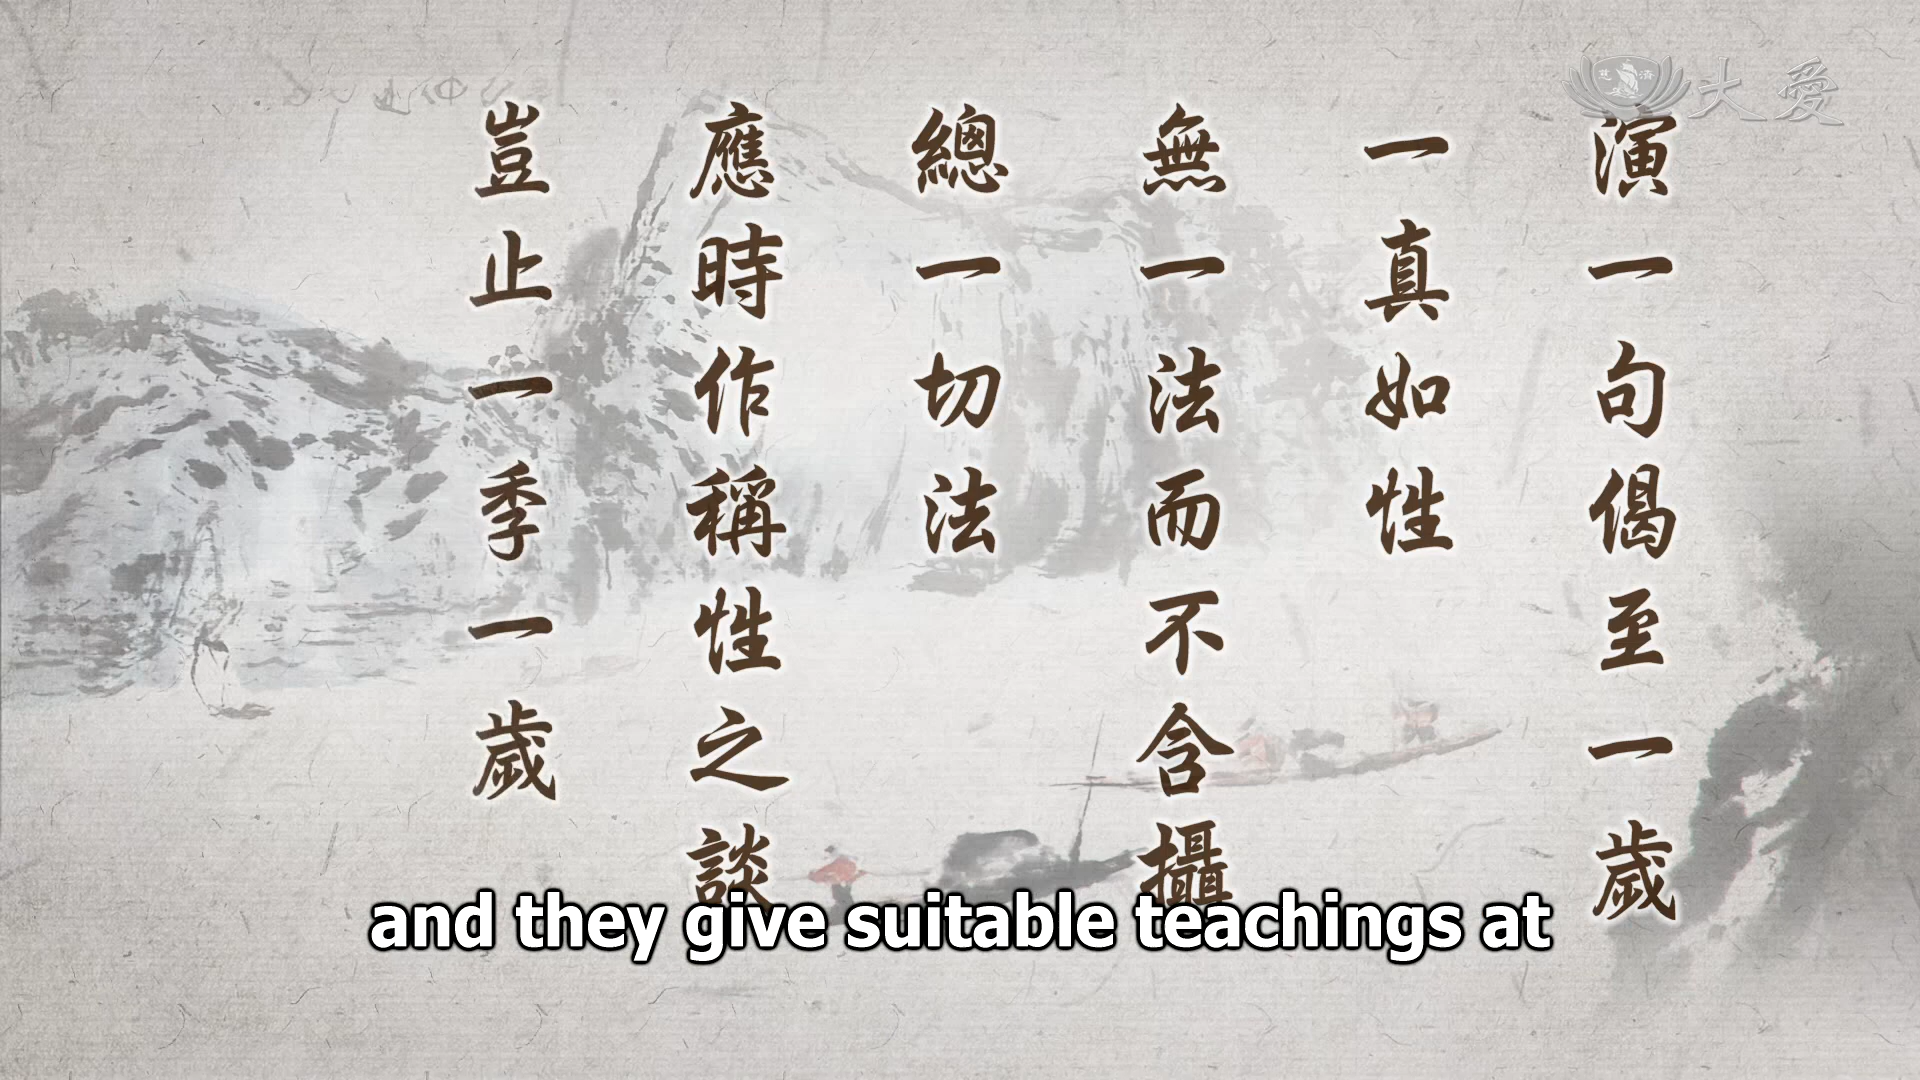 大愛
慈濟
演一句偈至一歲
一真如性
無一法而不含攝
總一切法
應時作稱性之談
豈止一季一歲
and they give suitable teachings at